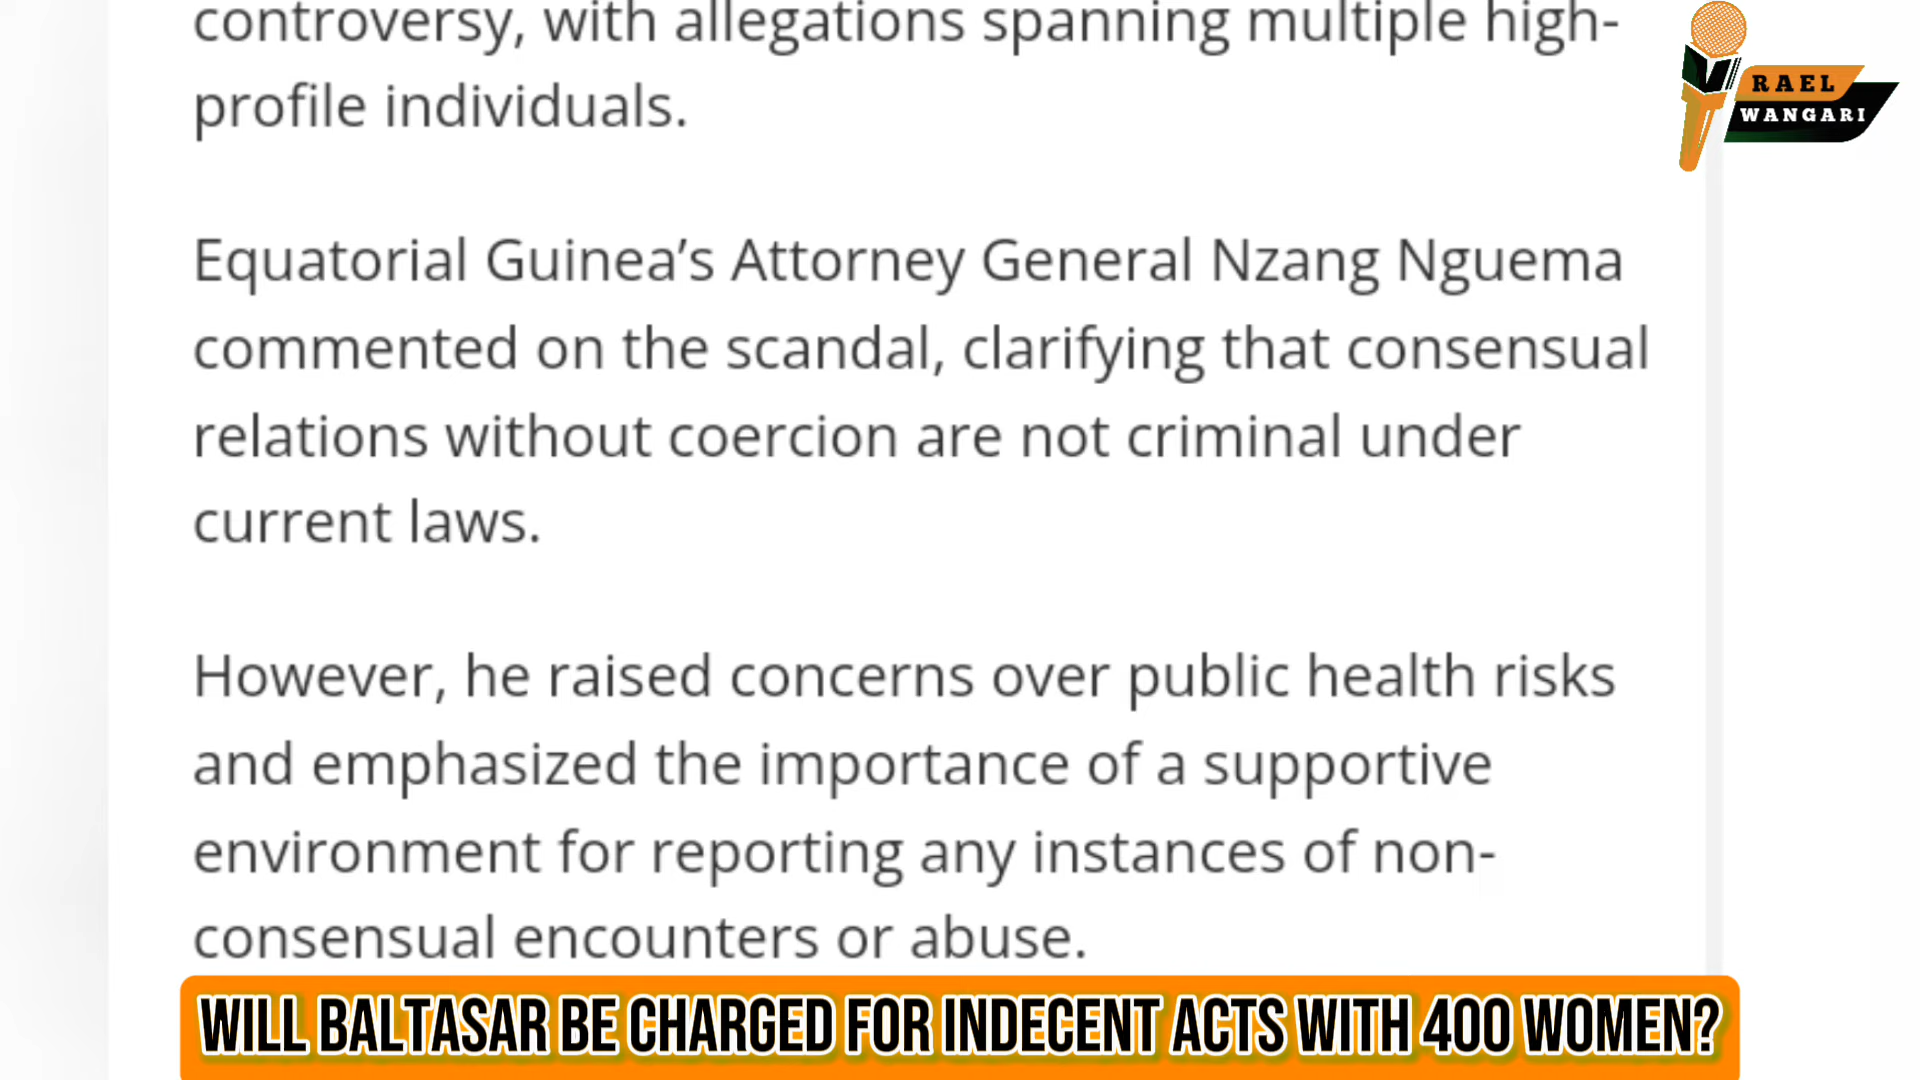 controversy, with allegations spanning multiple high-
profile individuals.
RAEL
WANGARI
Equatorial Guinea’s Attorney General Nzang Nguema
commented on the scandal, clarifying that consensual
relations without coercion are not criminal under
current laws.
However, he raised concerns over public health risks
and emphasized the importance of a supportive
environment for reporting any instances of non-
consensual encounters or abuse.
WILL BALTASAR BE CHARGED FOR INDECENT ACTS WITH 400 WOMEN?